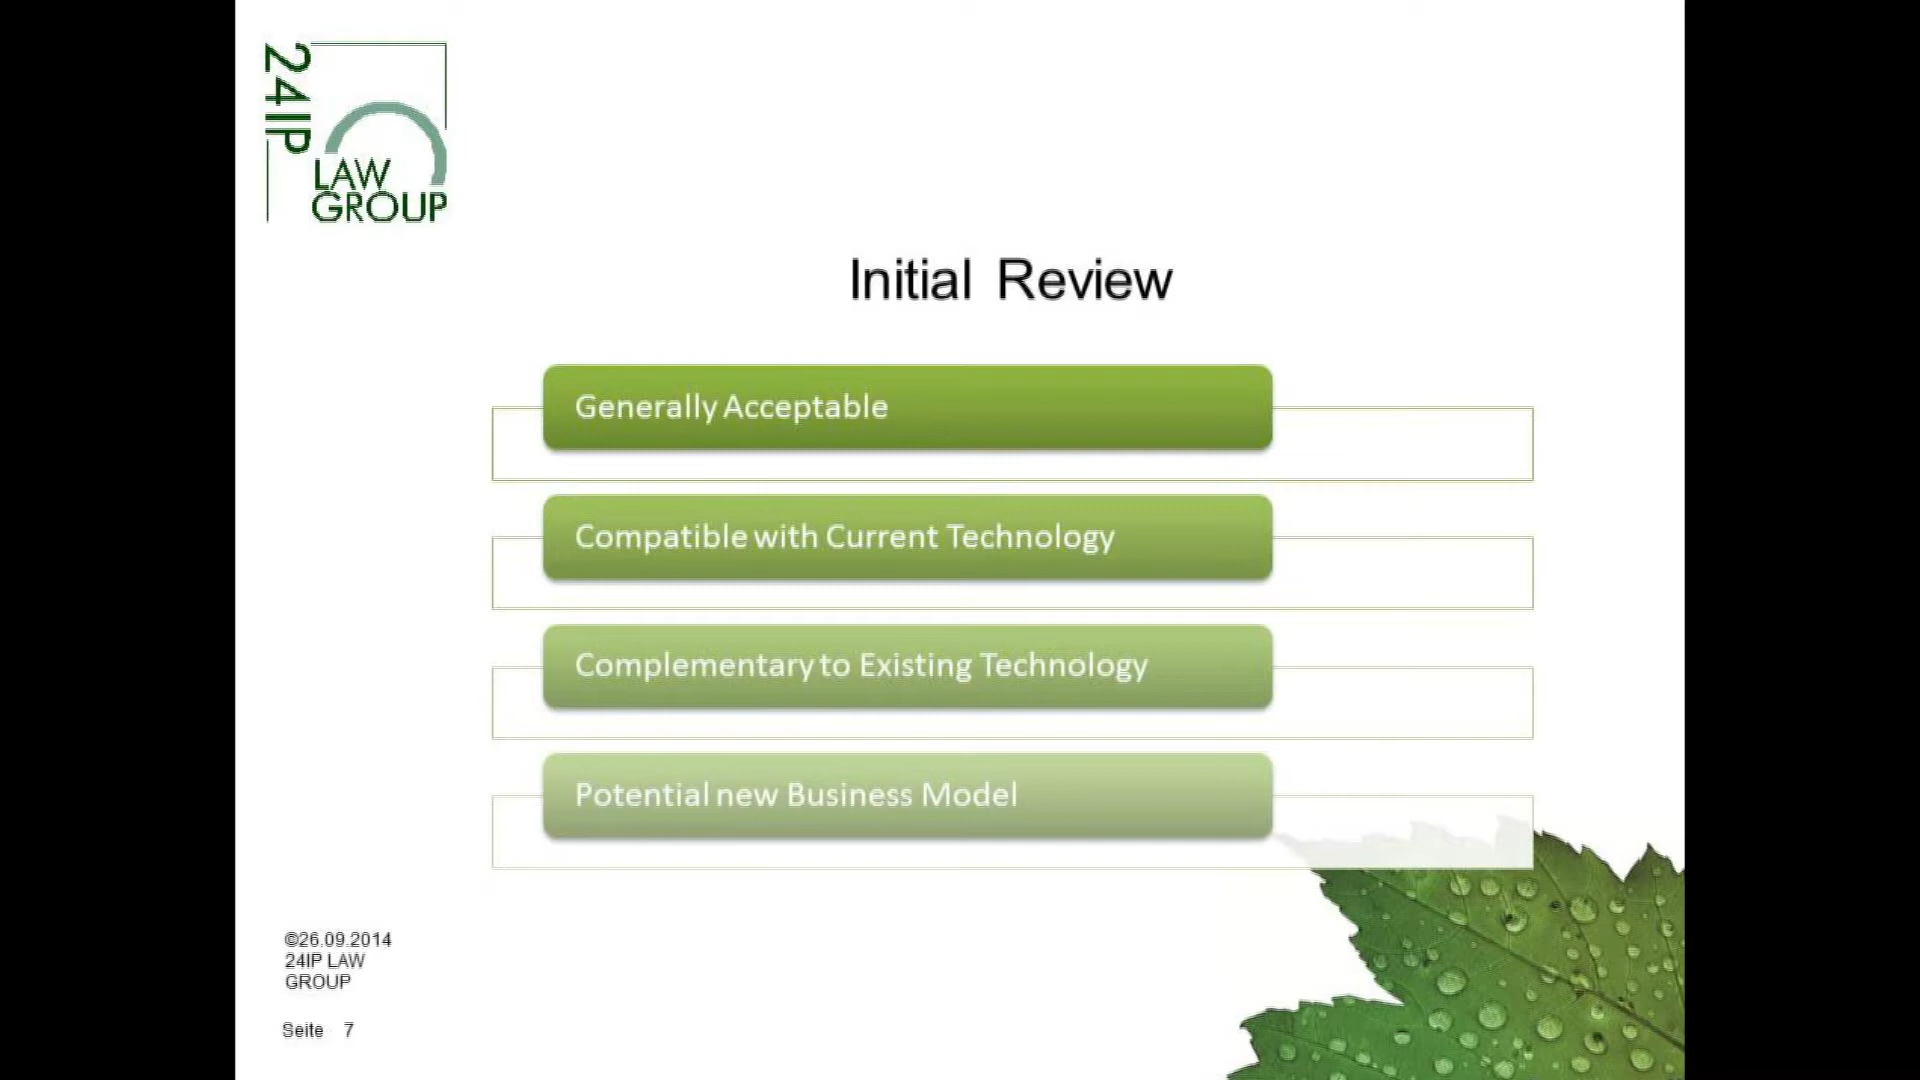 24IP
LAW
GROUP
Initial Review
Generally Acceptable
Compatible with Current Technology
Complementary to Existing Technology
Potential new Business Model
©26.09.2014
24IP LAW
GROUP
Seite 7